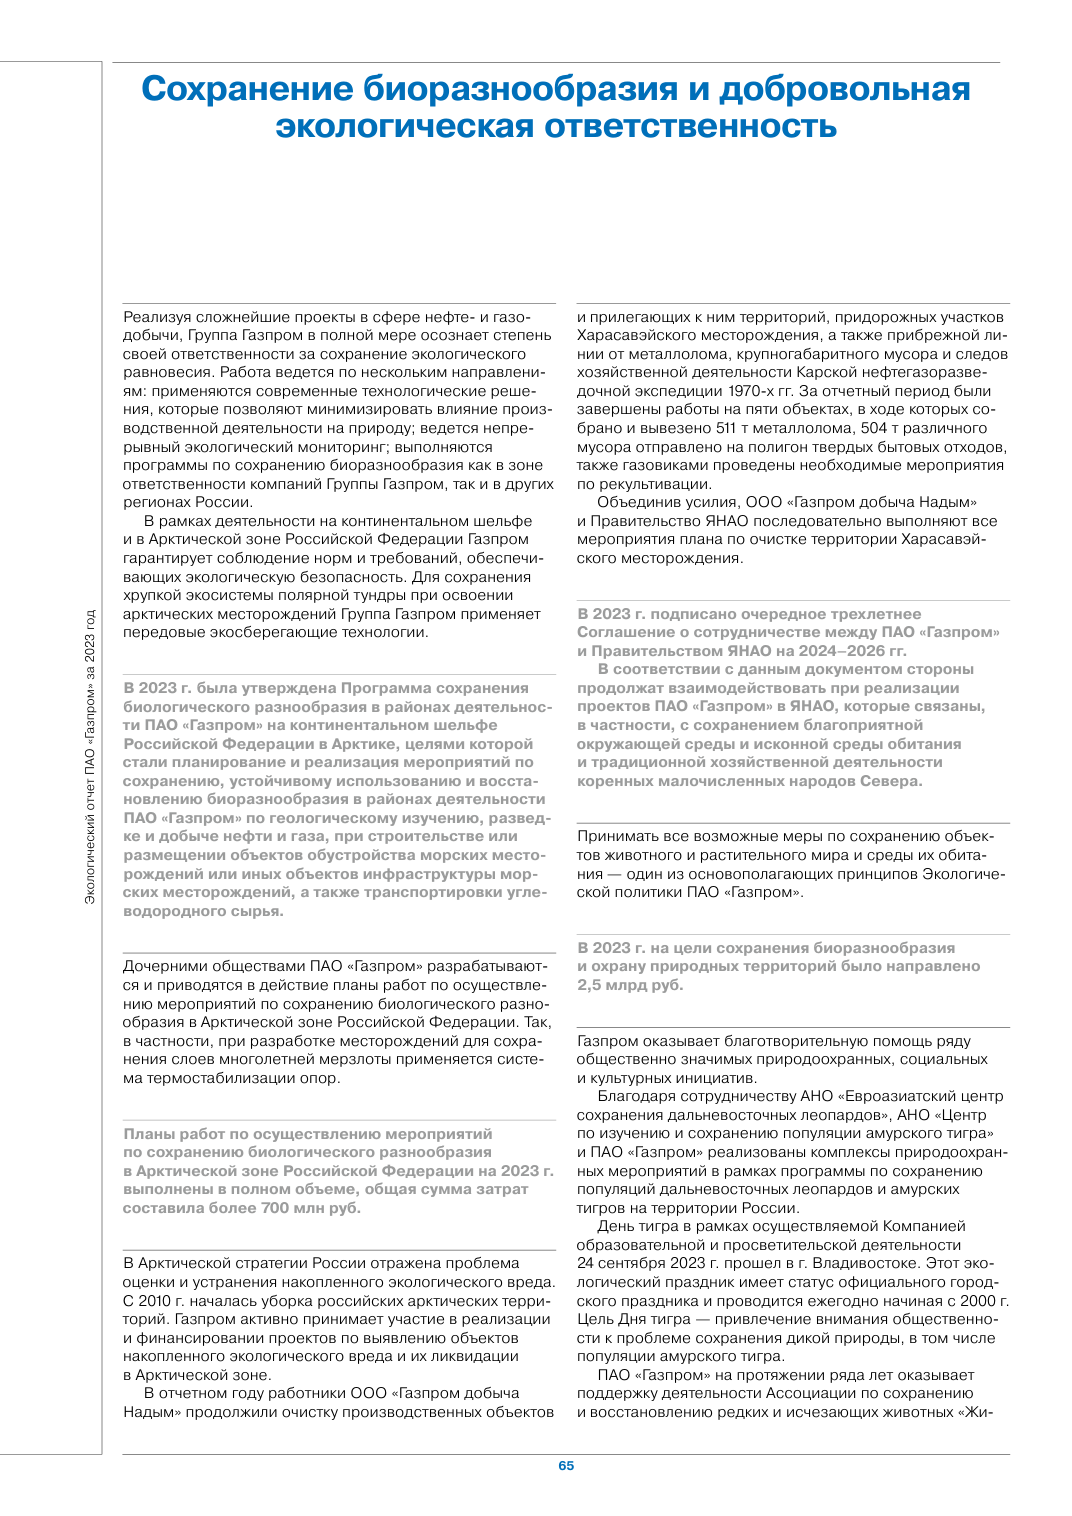 Сохранение биоразнообразия и добровольная
экологическая ответственность
Реализуя сложнейшие проекты в сфере нефте- и газо-
добычи, Группа Газпром в полной мере осознает степень
своей ответственности за сохранение экологического
равновесия. Работа ведется по нескольким направлени-
ям: применяются современные технологические реше-
ния, которые позволяют минимизировать влияние произ-
водственной деятельности на природу; ведется непре-
рывный экологический мониторинг; выполняются
программы по сохранению биоразнообразия как в зоне
ответственности компаний Группы Газпром, так и в других
регионах России.
В рамках деятельности на континентальном шельфе
и в Арктической зоне Российской Федерации Газпром
гарантирует соблюдение норм и требований, обеспечи-
вающих экологическую безопасность. Для сохранения
хрупкой экосистемы полярной тундры при освоении
арктических месторождений Группа Газпром применяет
передовые экосберегающие технологии.
В 2023 г. была утверждена Программа сохранения
биологического разнообразия в районах деятельнос-
ти ПАО «Газпром» на континентальном шельфе
Российской Федерации в Арктике, целями которой
стали планирование и реализация мероприятий по
сохранению, устойчивому использованию и восста-
новлению биоразнообразия в районах деятельности
ПАО «Газпром» по геологическому изучению, развед-
ке и добыче нефти и газа, при строительстве или
размещении объектов обустройства морских место-
рождений или иных объектов инфраструктуры мор-
ских месторождений, а также транспортировки угле-
водородного сырья.
Дочерними обществами ПАО «Газпром» разрабатывают-
ся и приводятся в действие планы работ по осуществле-
нию мероприятий по сохранению биологического разно-
образия в Арктической зоне Российской Федерации. Так,
в частности, при разработке месторождений для сохра-
нения слоев многолетней мерзлоты применяется систе-
ма термостабилизации опор.
Планы работ по осуществлению мероприятий
по сохранению биологического разнообразия
в Арктической зоне Российской Федерации на 2023 г.
выполнены в полном объеме, общая сумма затрат
составила более 700 млн руб.
В Арктической стратегии России отражена проблема
оценки и устранения накопленного экологического вреда.
С 2010 г. началась уборка российских арктических терри-
торий. Газпром активно принимает участие в реализации
и финансировании проектов по выявлению объектов
накопленного экологического вреда и их ликвидации
в Арктической зоне.
В отчетном году работники ООО «Газпром добыча
Надым» продолжили очистку производственных объектов
и прилегающих к ним территорий, придорожных участков
Харасавэйского месторождения, а также прибрежной ли-
нии от металлолома, крупногабаритного мусора и следов
хозяйственной деятельности Карской нефтегазоразве-
дочной экспедиции 1970-х гг. За отчетный период были
завершены работы на пяти объектах, в ходе которых со-
брано и вывезено 511 т металлолома, 504 т различного
мусора отправлено на полигон твердых бытовых отходов,
также газовиками проведены необходимые мероприятия
по рекультивации.
Объединив усилия, ООО «Газпром добыча Надым»
и Правительство ЯНАО последовательно выполняют все
мероприятия плана по очистке территории Харасавэй-
ского месторождения.
В 2023 г. подписано очередное трехлетнее
Соглашение о сотрудничестве между ПАО «Газпром»
и Правительством ЯНАО на 2024–2026 гг.
В соответствии с данным документом стороны
продолжат взаимодействовать при реализации
проектов ПАО «Газпром» в ЯНАО, которые связаны,
в частности, с сохранением благоприятной
окружающей среды и исконной среды обитания
и традиционной хозяйственной деятельности
коренных малочисленных народов Севера.
Принимать все возможные меры по сохранению объек-
тов животного и растительного мира и среды их обита-
ния — один из основополагающих принципов Экологиче-
ской политики ПАО «Газпром».
В 2023 г. на цели сохранения биоразнообразия
и охрану природных территорий было направлено
2,5 млрд руб.
Газпром оказывает благотворительную помощь ряду
общественно значимых природоохранных, социальных
и культурных инициатив.
Благодаря сотрудничеству АНО «Евроазиатский центр
сохранения дальневосточных леопардов», АНО «Центр
по изучению и сохранению популяции амурского тигра»
и ПАО «Газпром» реализованы комплексы природоохран-
ных мероприятий в рамках программы по сохранению
популяций дальневосточных леопардов и амурских
тигров на территории России.
День тигра в рамках осуществляемой Компанией
образовательной и просветительской деятельности
24 сентября 2023 г. прошел в г. Владивостоке. Этот эко-
логический праздник имеет статус официального город-
ского праздника и проводится ежегодно начиная с 2000 г.
Цель Дня тигра — привлечение внимания общественно-
сти к проблеме сохранения дикой природы, в том числе
популяции амурского тигра.
ПАО «Газпром» на протяжении ряда лет оказывает
поддержку деятельности Ассоциации по сохранению
и восстановлению редких и исчезающих животных «Жи-
Экологический отчет ПАО «Газпром» за 2023 год
65